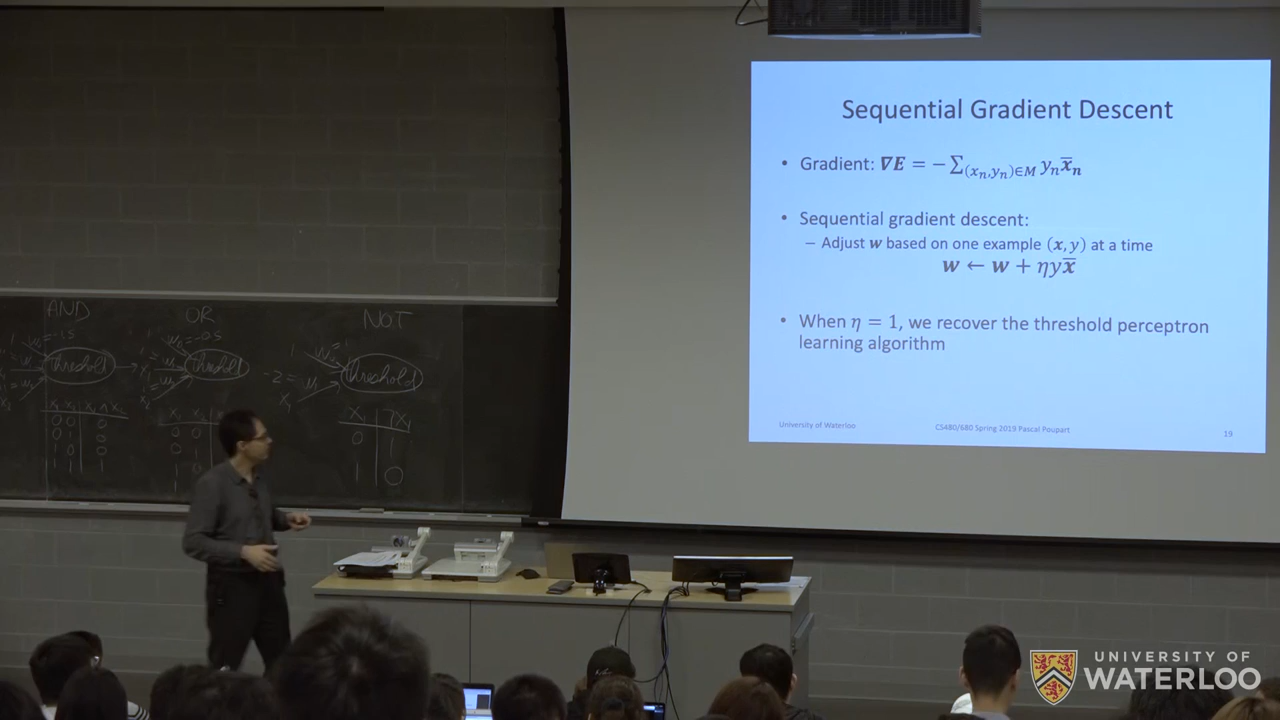 Sequential Gradient Descent
• Gradient: ∇E = −∑(xₙ,yₙ)∈M yₙx̄ₙ
• Sequential gradient descent:
– Adjust w based on one example (x, y) at a time
w ← w + ηyx̄
• When η = 1, we recover the threshold perceptron
learning algorithm
University of Waterloo
CS480/680 Spring 2019 Pascal Poupart
19
AND
OR
NOT
threshold
threshold
threshold
UNIVERSITY OF
WATERLOO